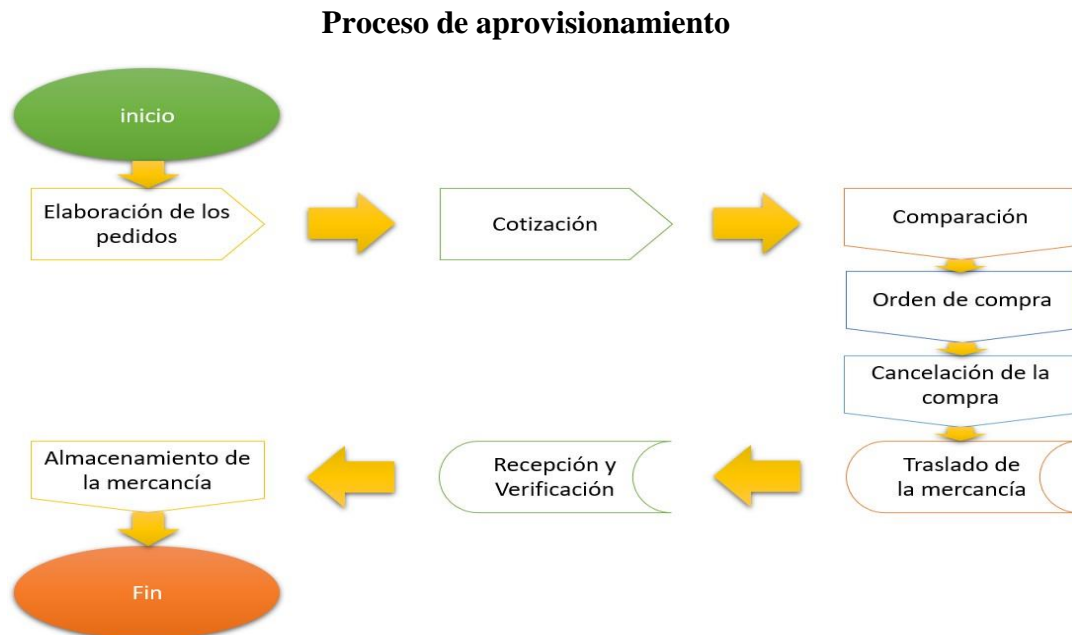 Proceso de aprovisionamiento
inicio
Elaboración de los
pedidos
Cotización
Comparación
Orden de compra
Cancelación de la
compra
Traslado de
la mercancía
Recepción y
Verificación
Almacenamiento de
la mercancía
Fin